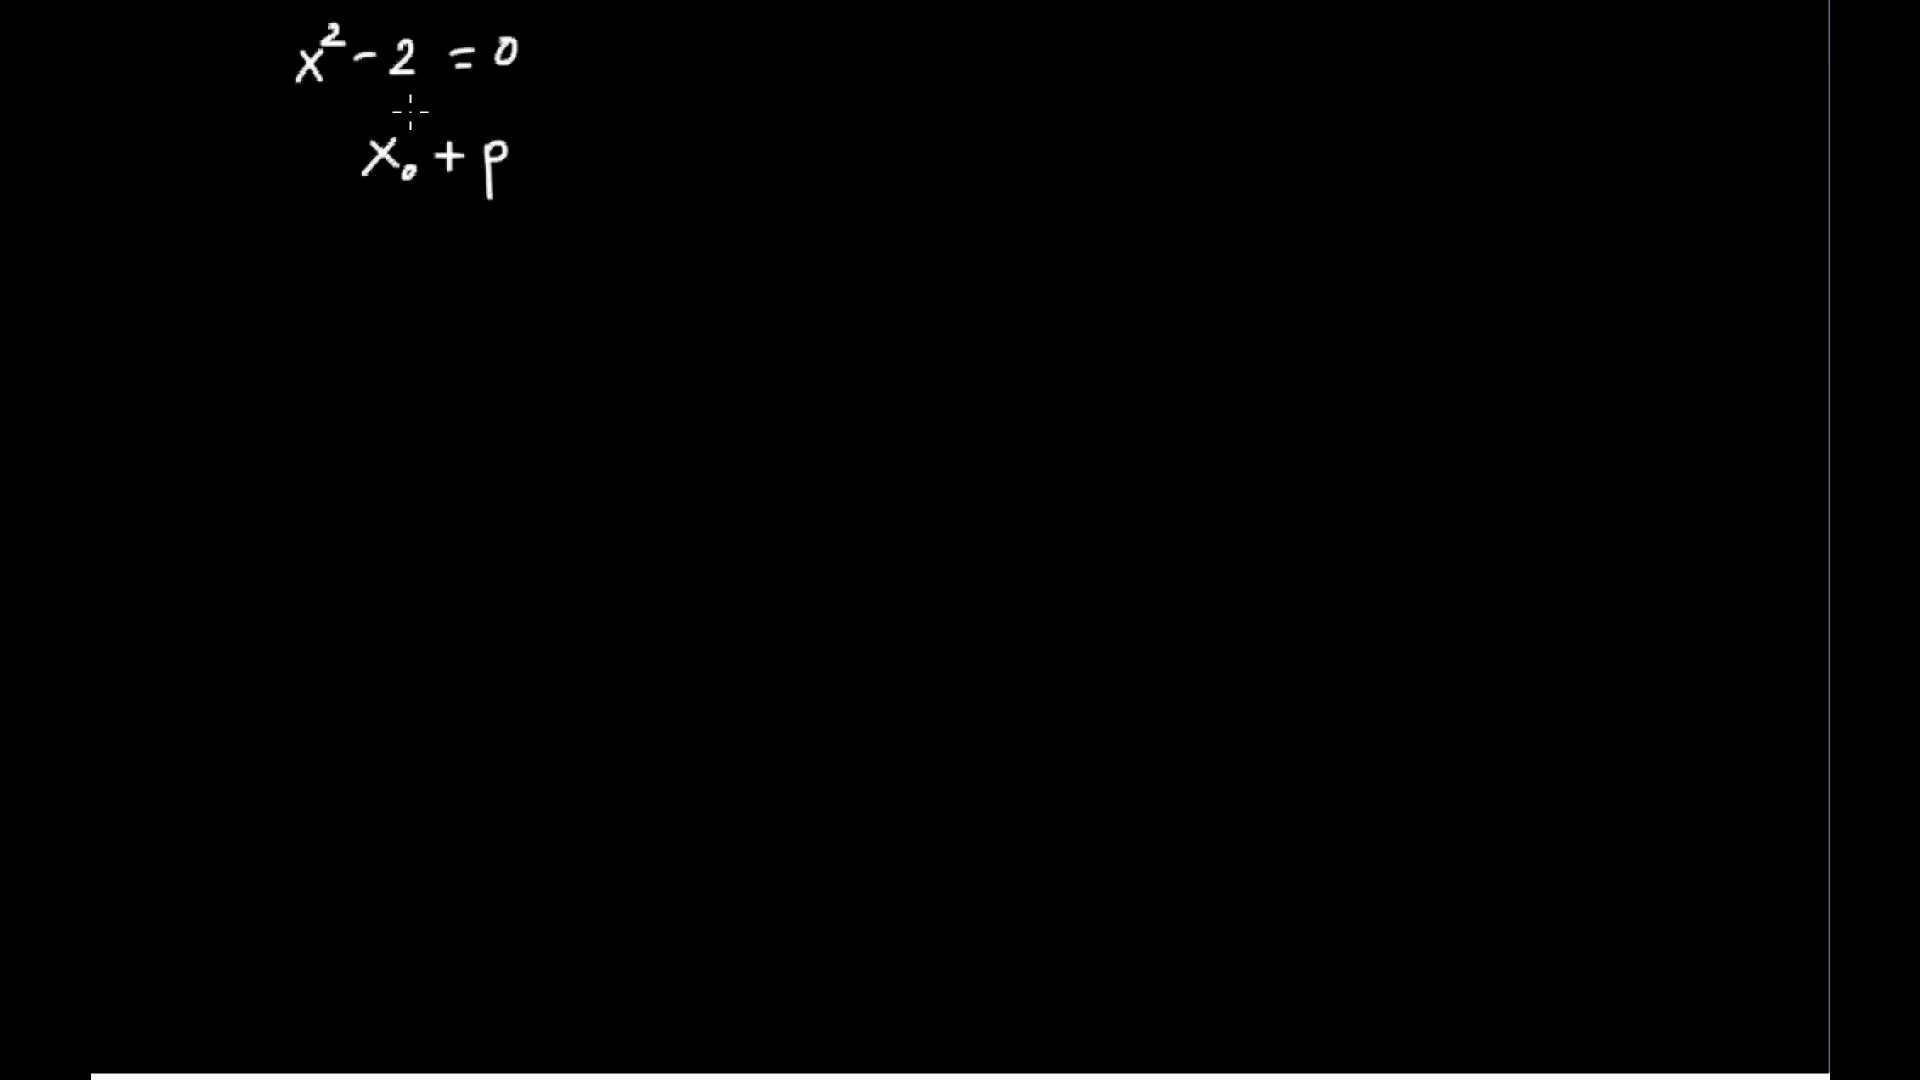 x² - 2 = 0
x₀ + p